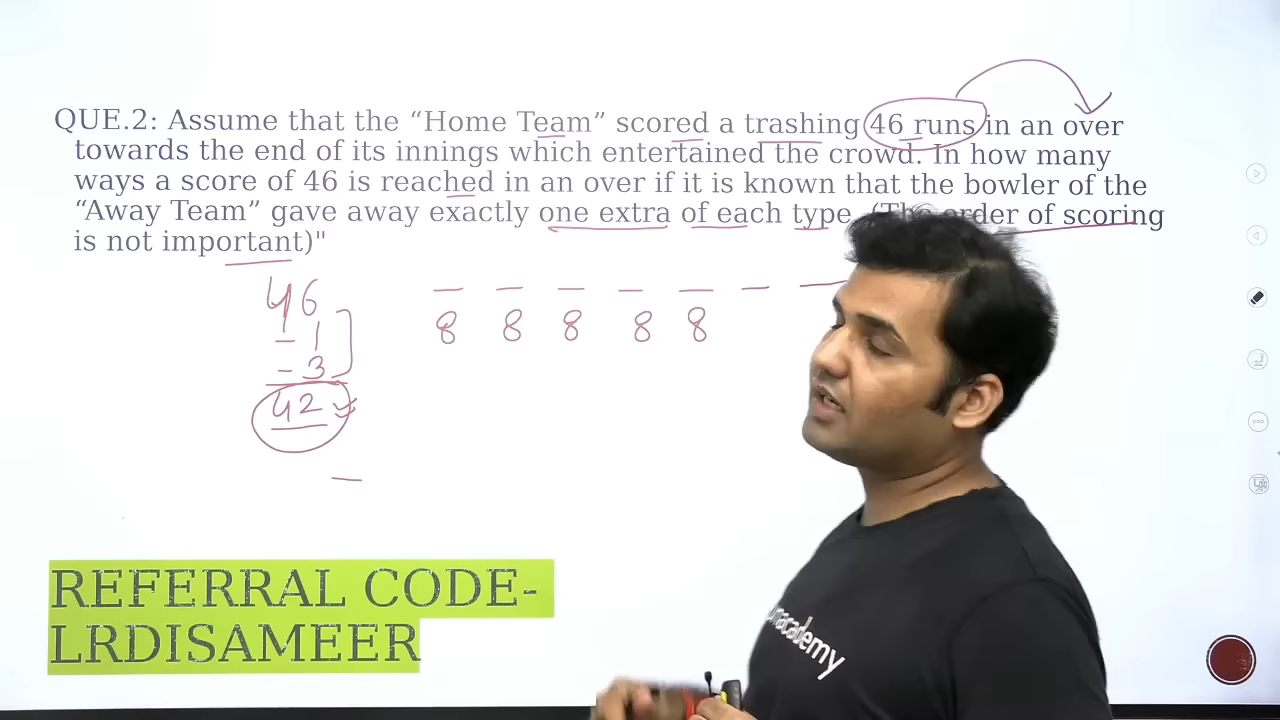 QUE.2: Assume that the “Home Team” scored a trashing 46 runs in an over
towards the end of its innings which entertained the crowd. In how many
ways a score of 46 is reached in an over if it is known that the bowler of the
“Away Team” gave away exactly one extra of each type. (The order of scoring
is not important)"
46
- 1
- 3
42
8 8 8 8 8
REFERRAL CODE-
LRDISAMEER
unacademy